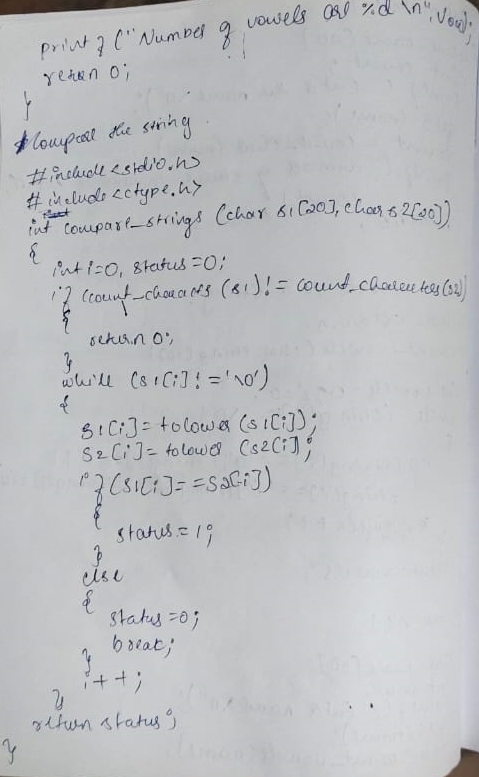 printf ("Number of vowels are %d \n", Vow);
return 0;
}
Compare the string
#include <stdio.h>
#include <ctype.h>
int compare_strings (char s1[20], char s2[20])
{
int i=0, status=0;
if (count_characters (s1)! = count_characters(s2))
{
return 0;
}
while (s1[i]! ='\0')
{
s1[i]= tolower (s1[i]);
s2[i]= tolower (s2[i];
if (s1[i]==s2[i])
{
status = 1;
}
else
{
status =0;
break;
}
i++;
}
return status;
}